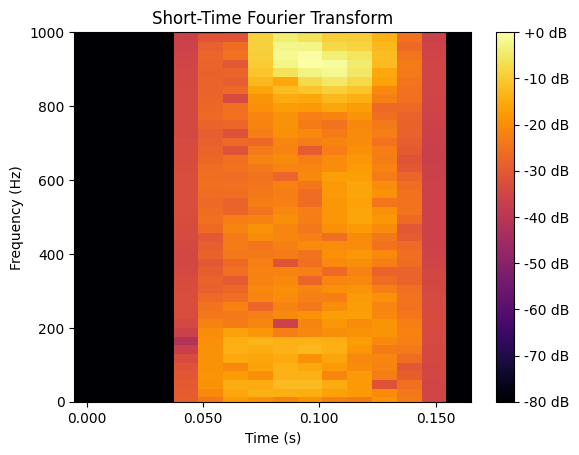 Short-Time Fourier Transform
Frequency (Hz)
1000
800
600
400
200
0
0.000
0.050
0.100
0.150
Time (s)
+0 dB
-10 dB
-20 dB
-30 dB
-40 dB
-50 dB
-60 dB
-70 dB
-80 dB